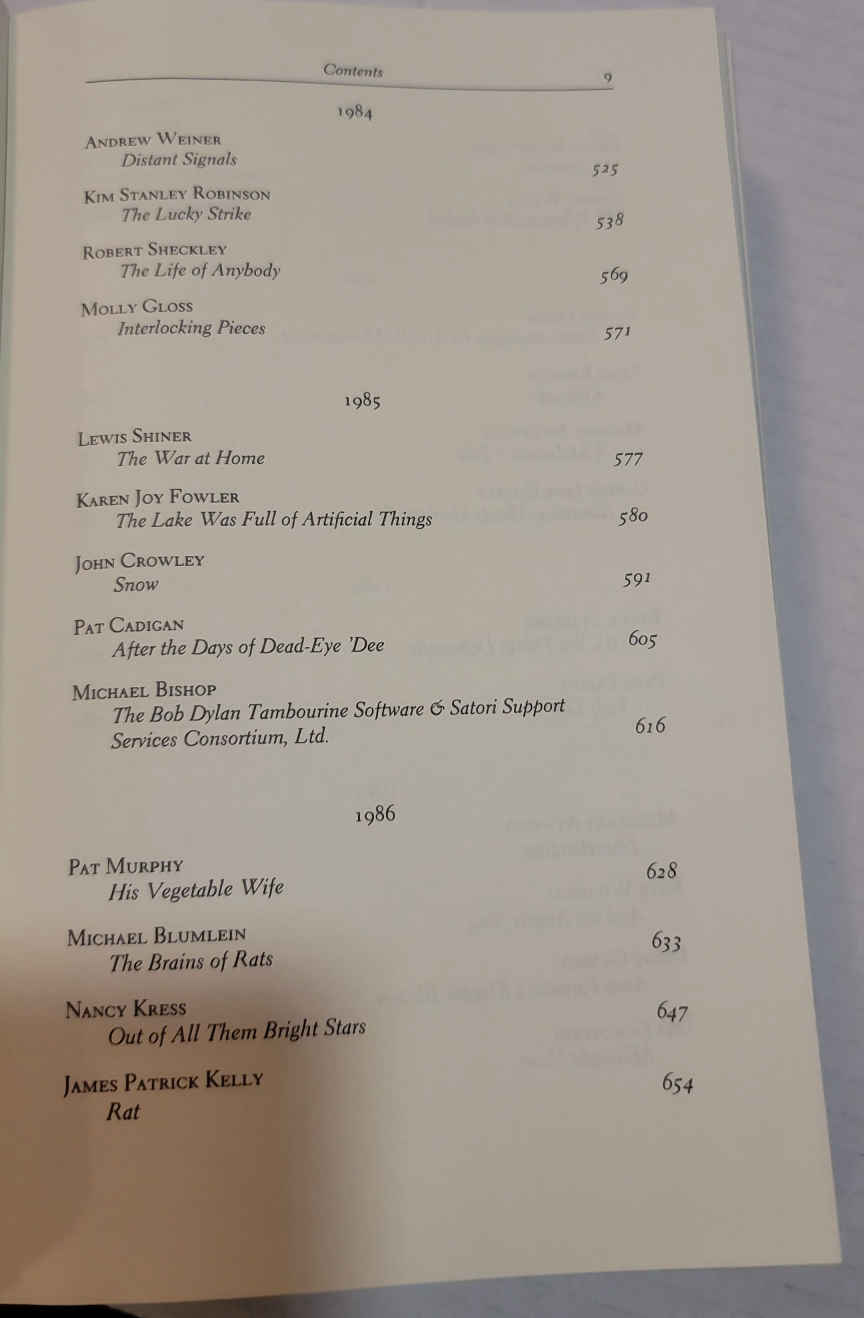 Contents 9
1984
Andrew Weiner
Distant Signals 525
Kim Stanley Robinson
The Lucky Strike 538
Robert Sheckley
The Life of Anybody 569
Molly Gloss
Interlocking Pieces 571
1985
Lewis Shiner
The War at Home 577
Karen Joy Fowler
The Lake Was Full of Artificial Things 580
John Crowley
Snow 591
Pat Cadigan
After the Days of Dead-Eye 'Dee 605
Michael Bishop
The Bob Dylan Tambourine Software & Satori Support
Services Consortium, Ltd. 616
1986
Pat Murphy
His Vegetable Wife 628
Michael Blumlein
The Brains of Rats 633
Nancy Kress
Out of All Them Bright Stars 647
James Patrick Kelly
Rat 654